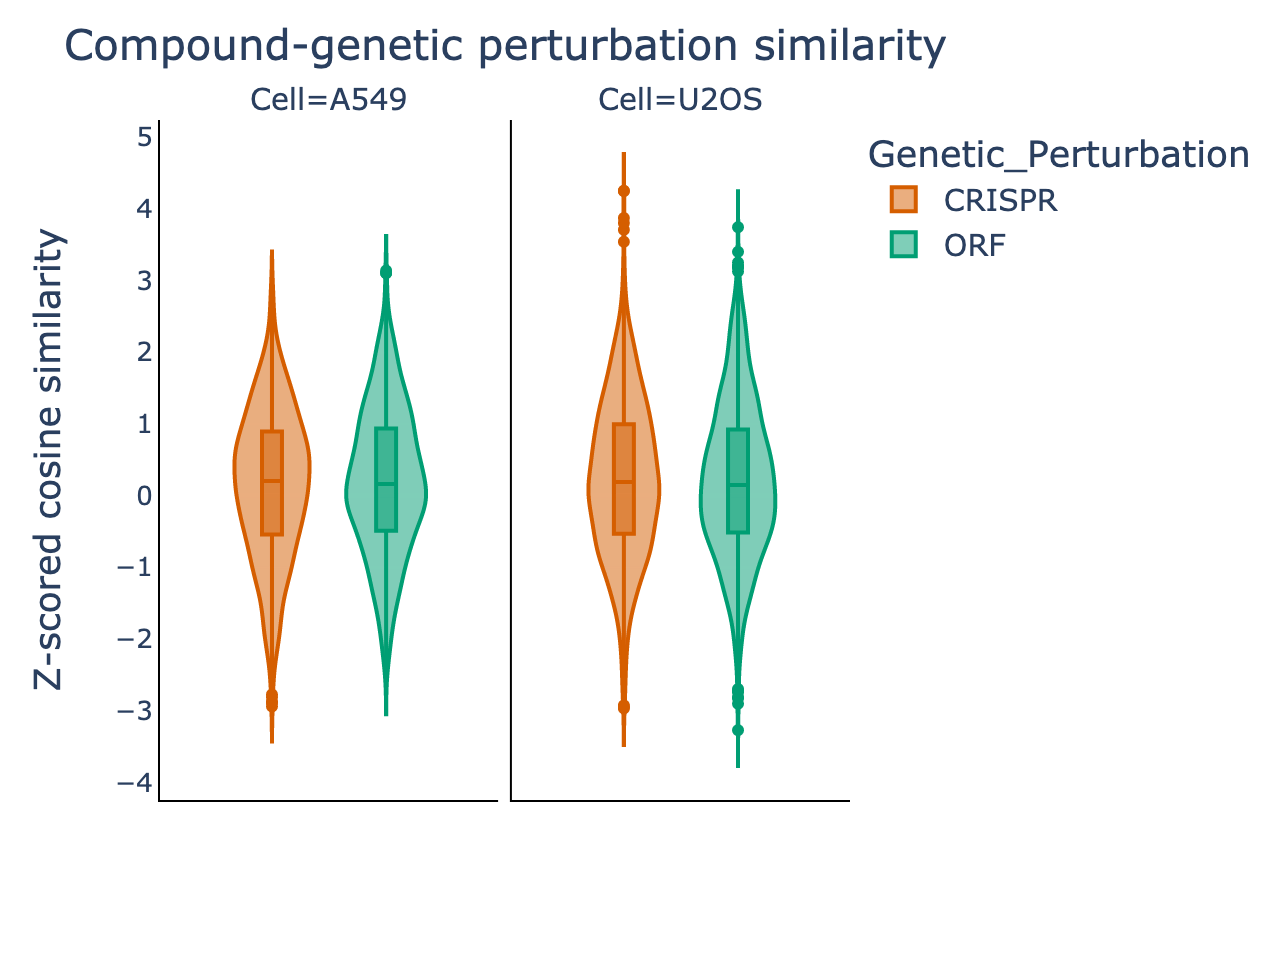 Compound-genetic perturbation similarity
Cell=A549
Cell=U2OS
Z-scored cosine similarity
5
4
3
2
1
0
−1
−2
−3
−4
Genetic_Perturbation
CRISPR
ORF